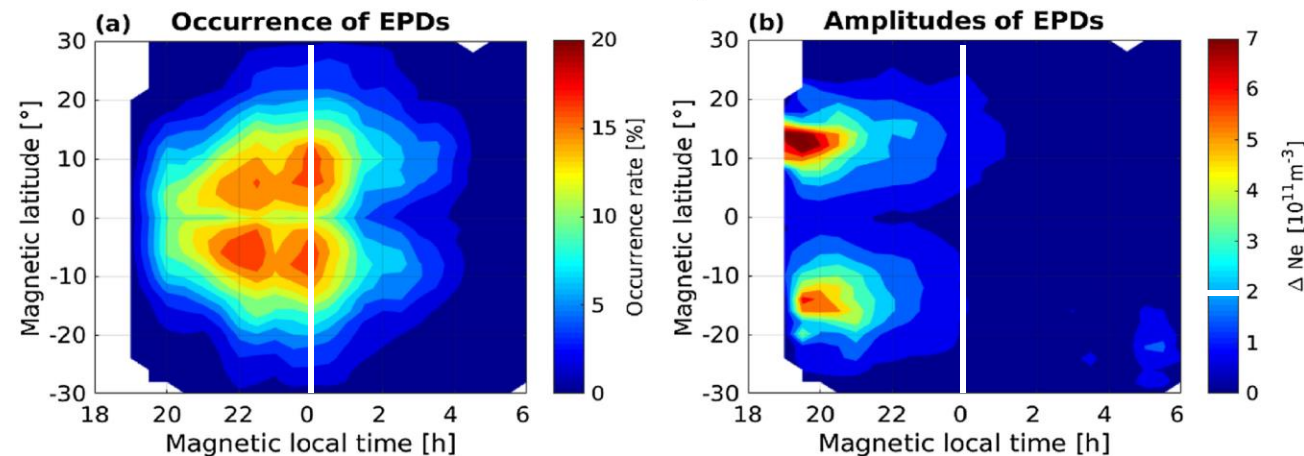 (a) Occurrence of EPDs
30
20
10
0
-10
-20
-30
Magnetic latitude [°]
18 20 22 0 2 4 6
Magnetic local time [h]
20
15
10
5
0
Occurrence rate [%]
(b) Amplitudes of EPDs
30
20
10
0
-10
-20
-30
Magnetic latitude [°]
18 20 22 0 2 4 6
Magnetic local time [h]
7
6
5
4
3
2
1
0
Δ Ne [10¹¹m⁻³]